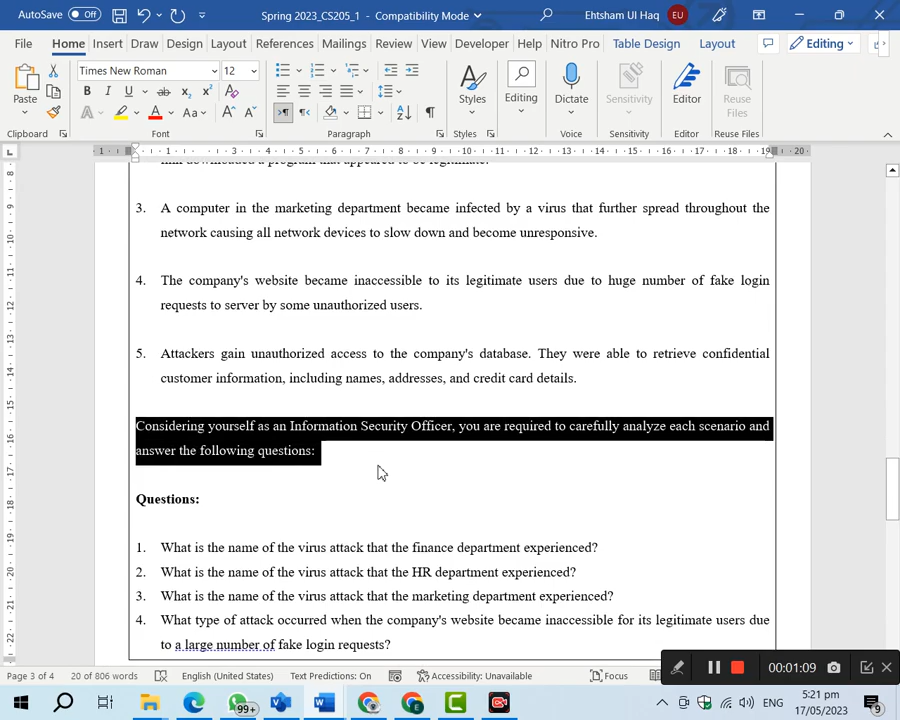 AutoSave Off Spring 2023_CS205_1 - Compatibility Mode Ehtsham Ul Haq EU
File Home Insert Draw Design Layout References Mailings Review View Developer Help Nitro Pro Table Design Layout Editing
Times New Roman 12
Paste Styles Editing Dictate Sensitivity Editor Reuse Files
Clipboard Font Paragraph Styles Voice Sensitivity Editor Reuse Files
3. A computer in the marketing department became infected by a virus that further spread throughout the
network causing all network devices to slow down and become unresponsive.
4. The company's website became inaccessible to its legitimate users due to huge number of fake login
requests to server by some unauthorized users.
5. Attackers gain unauthorized access to the company's database. They were able to retrieve confidential
customer information, including names, addresses, and credit card details.
Considering yourself as an Information Security Officer, you are required to carefully analyze each scenario and
answer the following questions:
Questions:
1. What is the name of the virus attack that the finance department experienced?
2. What is the name of the virus attack that the HR department experienced?
3. What is the name of the virus attack that the marketing department experienced?
4. What type of attack occurred when the company's website became inaccessible for its legitimate users due
to a large number of fake login requests?
00:01:09
Page 3 of 4 20 of 806 words English (United States) Text Predictions: On Accessibility: Unavailable Focus
99+ ENG 5:21 pm
17/05/2023 9